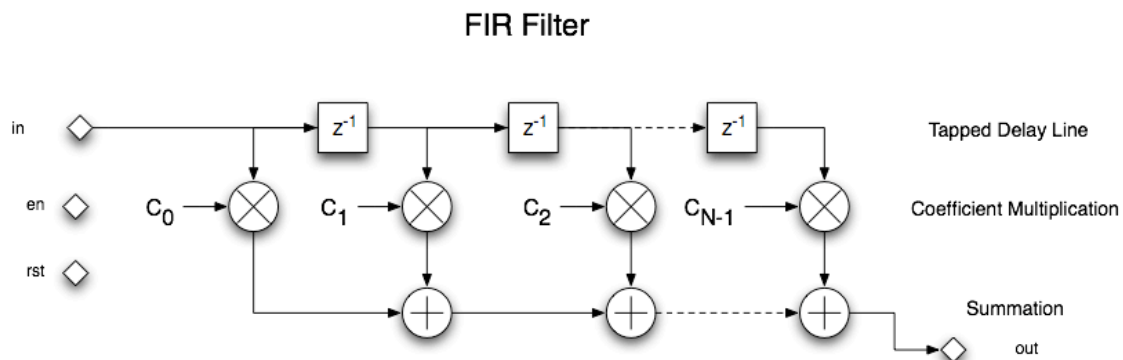 FIR Filter
in
z⁻¹
z⁻¹
z⁻¹
Tapped Delay Line
en
C₀
C₁
C₂
C_N-1
Coefficient Multiplication
rst
Summation
out